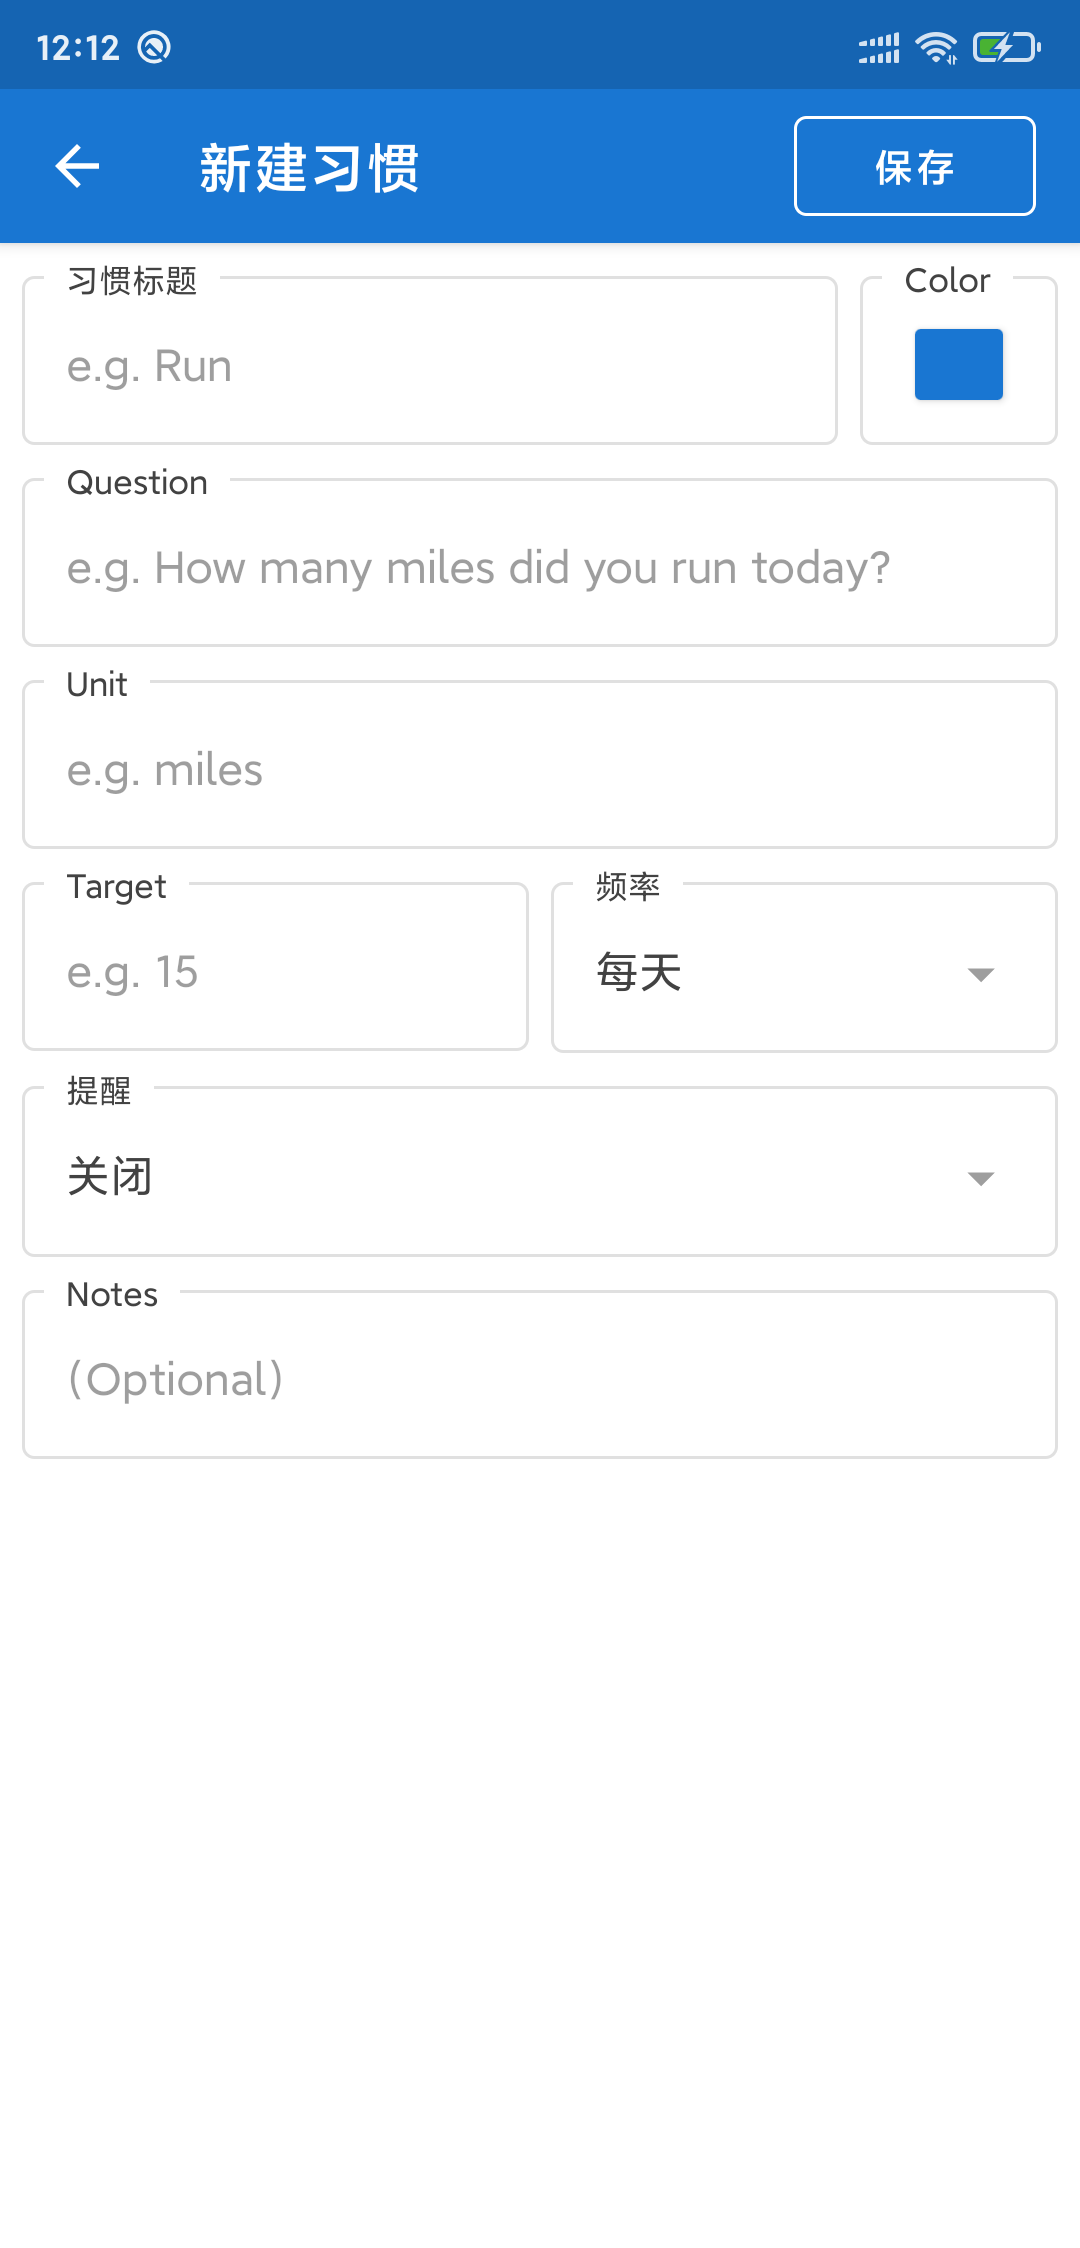 12:12
新建习惯
保存
习惯标题
Color
e.g. Run
Question
e.g. How many miles did you run today?
Unit
e.g. miles
Target
频率
e.g. 15
每天
提醒
关闭
Notes
(Optional)